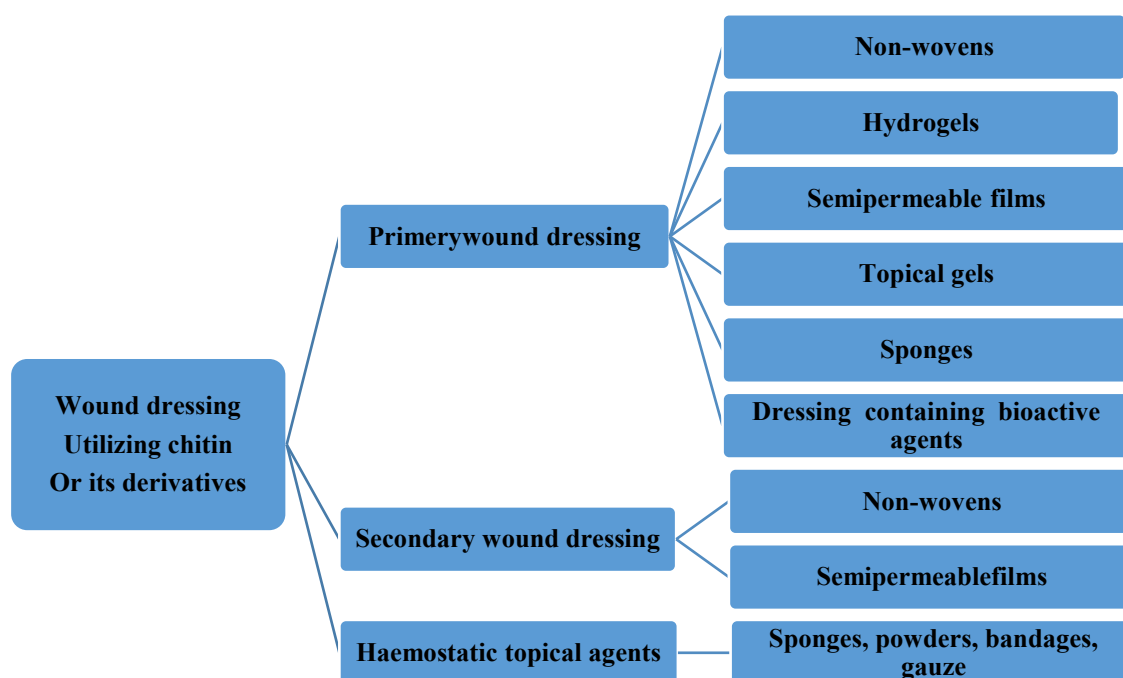 Wound dressing
Utilizing chitin
Or its derivatives
Primerywound dressing
Non-wovens
Hydrogels
Semipermeable films
Topical gels
Sponges
Dressing containing bioactive
agents
Secondary wound dressing
Non-wovens
Semipermeablefilms
Haemostatic topical agents
Sponges, powders, bandages,
gauze